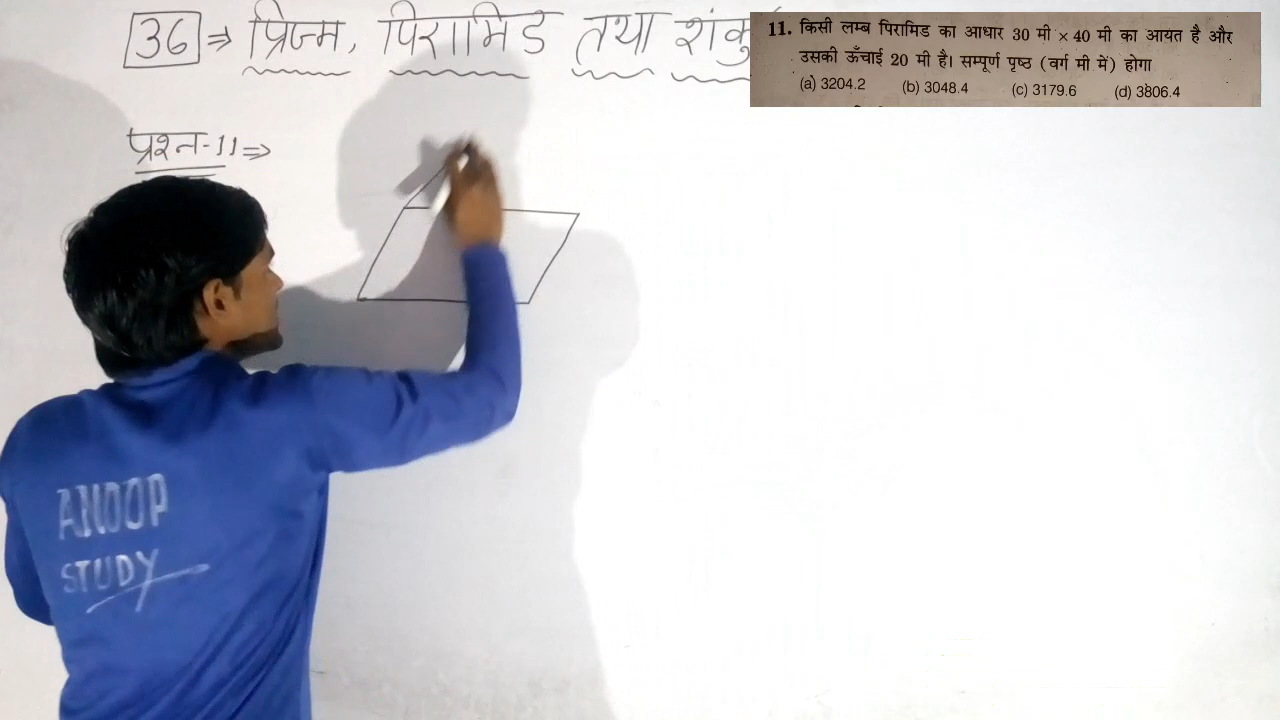 36 ⇒ प्रिज्म, पिरामिड तथा शंकु
11. किसी लम्ब पिरामिड का आधार 30 मी × 40 मी का आयत है और
उसकी ऊँचाई 20 मी है। सम्पूर्ण पृष्ठ (वर्ग मी में) होगा
(a) 3204.2 (b) 3048.4 (c) 3179.6 (d) 3806.4
प्रश्न-11 ⇒
ANOOP
STUDY